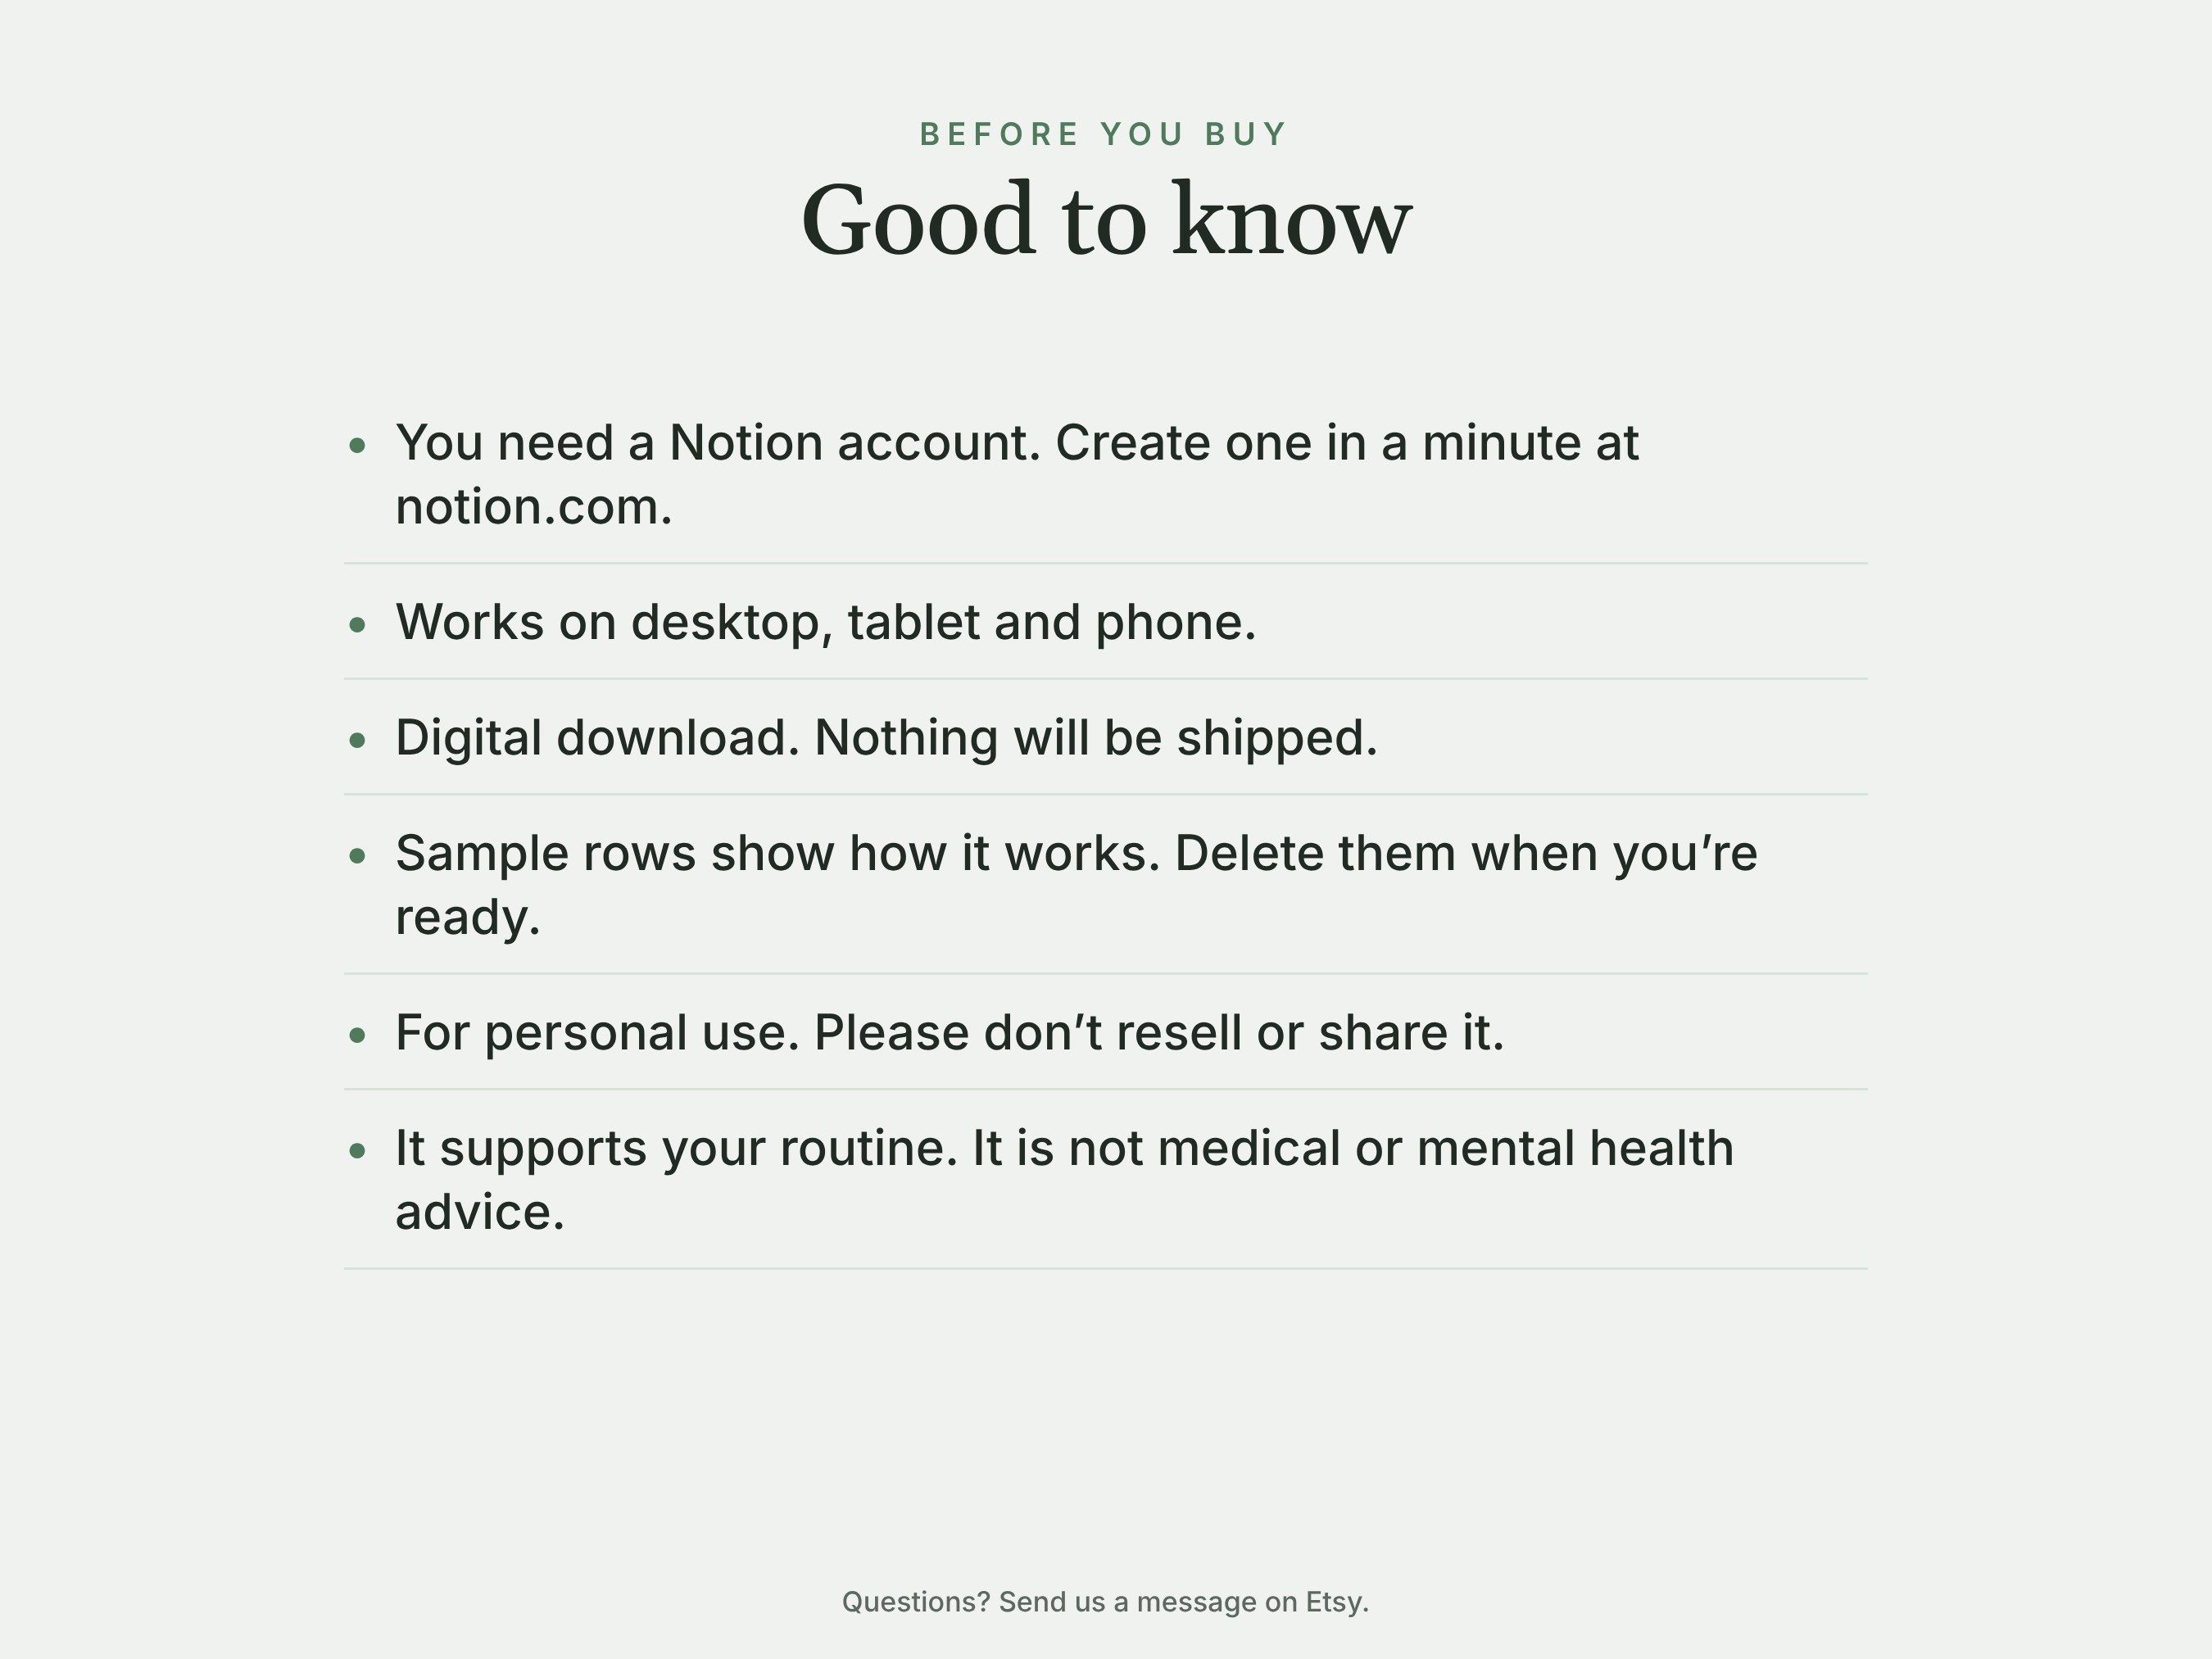 BEFORE YOU BUY
Good to know
• You need a Notion account. Create one in a minute at
notion.com.
• Works on desktop, tablet and phone.
• Digital download. Nothing will be shipped.
• Sample rows show how it works. Delete them when you’re
ready.
• For personal use. Please don’t resell or share it.
• It supports your routine. It is not medical or mental health
advice.
Questions? Send us a message on Etsy.